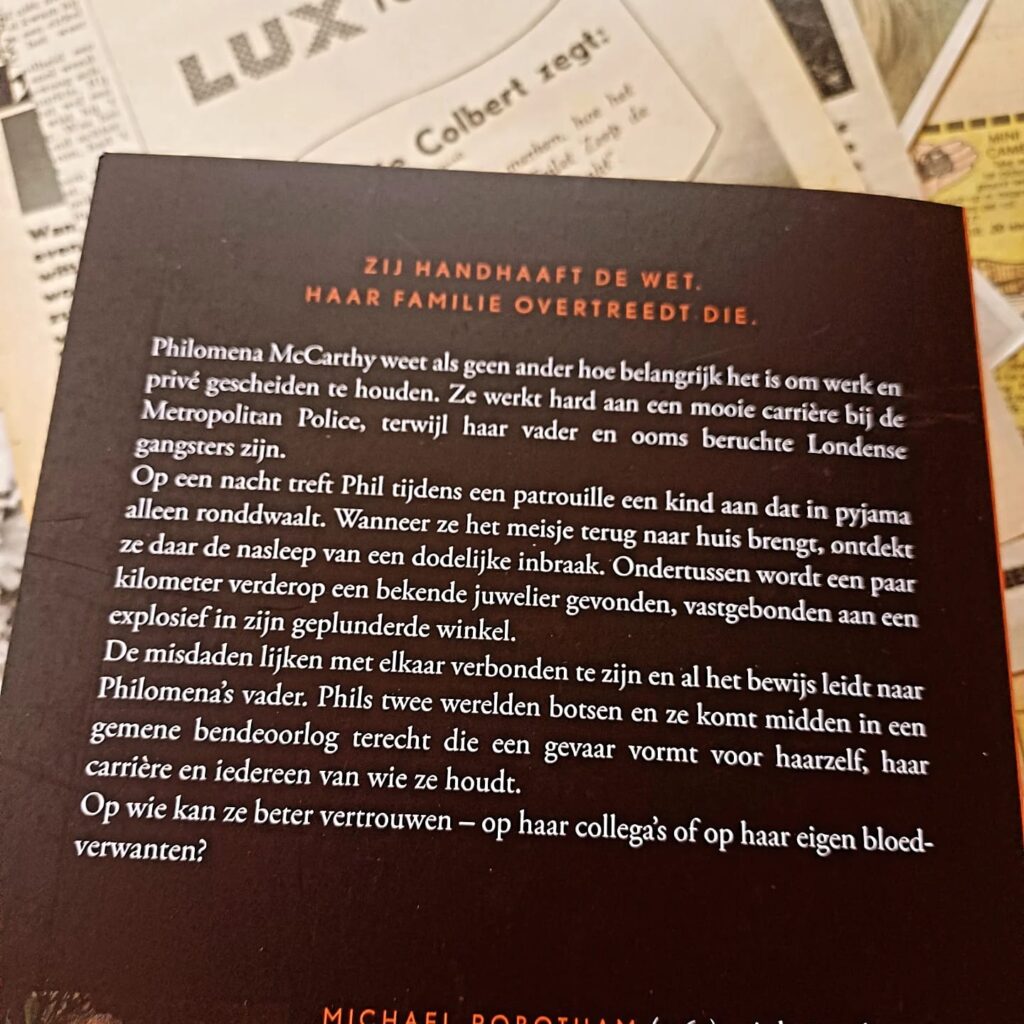 LUX
Colbert zegt:
hoe het
MINI
ZIJ HANDHAAFT DE WET.
HAAR FAMILIE OVERTREEDT DIE.
Philomena McCarthy weet als geen ander hoe belangrijk het is om werk en
privé gescheiden te houden. Ze werkt hard aan een mooie carrière bij de
Metropolitan Police, terwijl haar vader en ooms beruchte Londense
gangsters zijn.
Op een nacht treft Phil tijdens een patrouille een kind aan dat in pyjama
alleen ronddwaalt. Wanneer ze het meisje terug naar huis brengt, ontdekt
ze daar de nasleep van een dodelijke inbraak. Ondertussen wordt een paar
kilometer verderop een bekende juwelier gevonden, vastgebonden aan een
explosief in zijn geplunderde winkel.
De misdaden lijken met elkaar verbonden te zijn en al het bewijs leidt naar
Philomena's vader. Phils twee werelden botsen en ze komt midden in een
gemene bendeoorlog terecht die een gevaar vormt voor haarzelf, haar
carrière en iedereen van wie ze houdt.
Op wie kan ze beter vertrouwen – op haar collega's of op haar eigen bloed-
verwanten?
MICHAEL ROBOTHAM